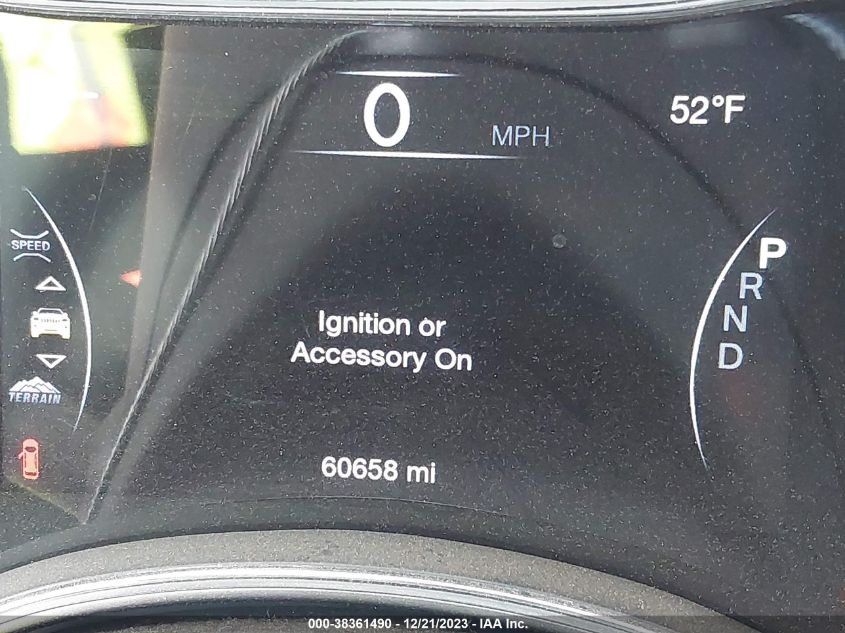 0 MPH
52°F
SPEED
P
R
N
D
Ignition or
Accessory On
TERRAIN
60658 mi
000-38361490 - 12/21/2023 - IAA Inc.